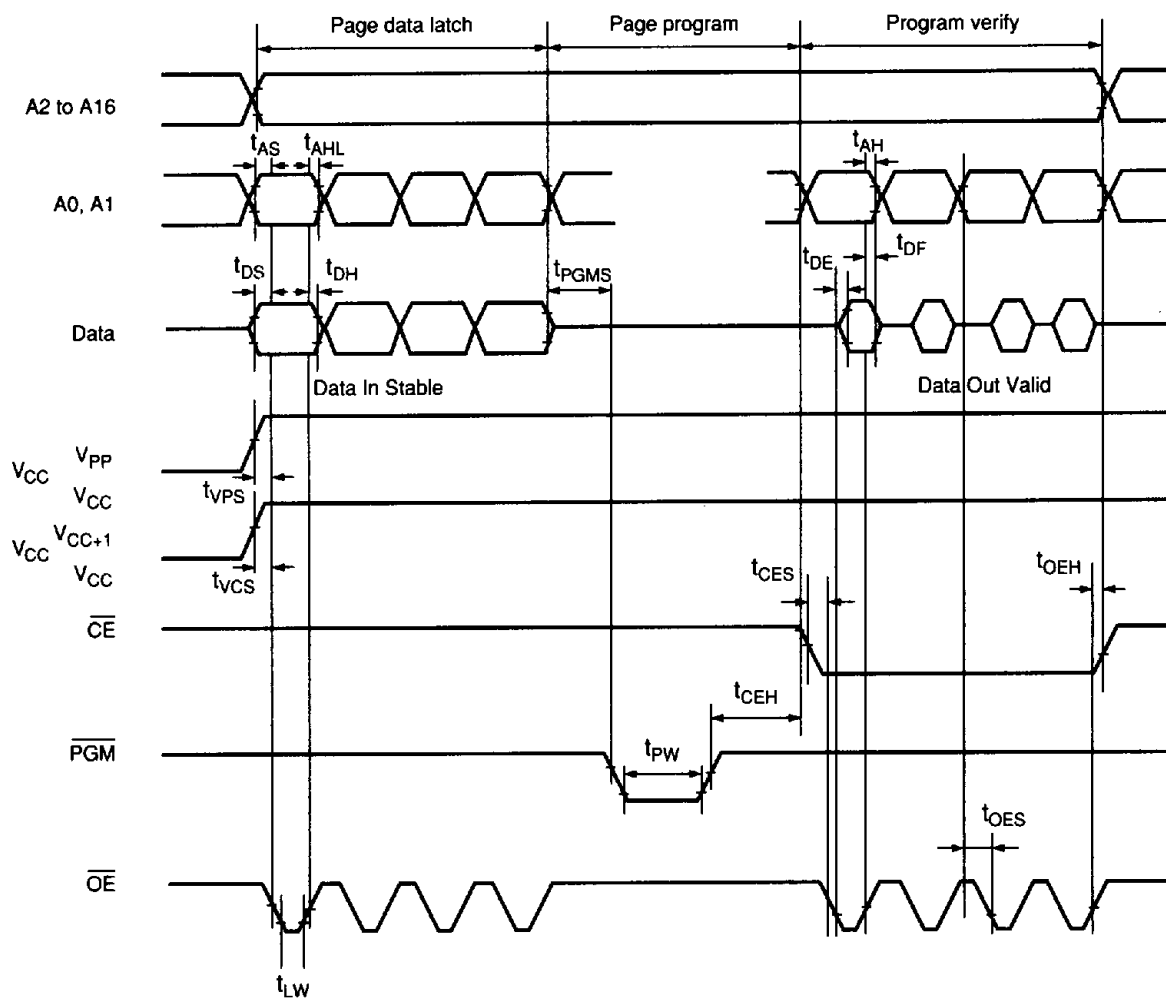 Page data latch Page program Program verify
A2 to A16
tAS tAHL tAH
A0, A1
tDS tDH tPGMS tDE tDF
Data
Data In Stable Data Out Valid
VPP
VCC
tVPS
VCC
VCC+1
VCC
tVCS
VCC
tCES tOEH
CE
tCEH
PGM
tPW
tOES
OE
tLW